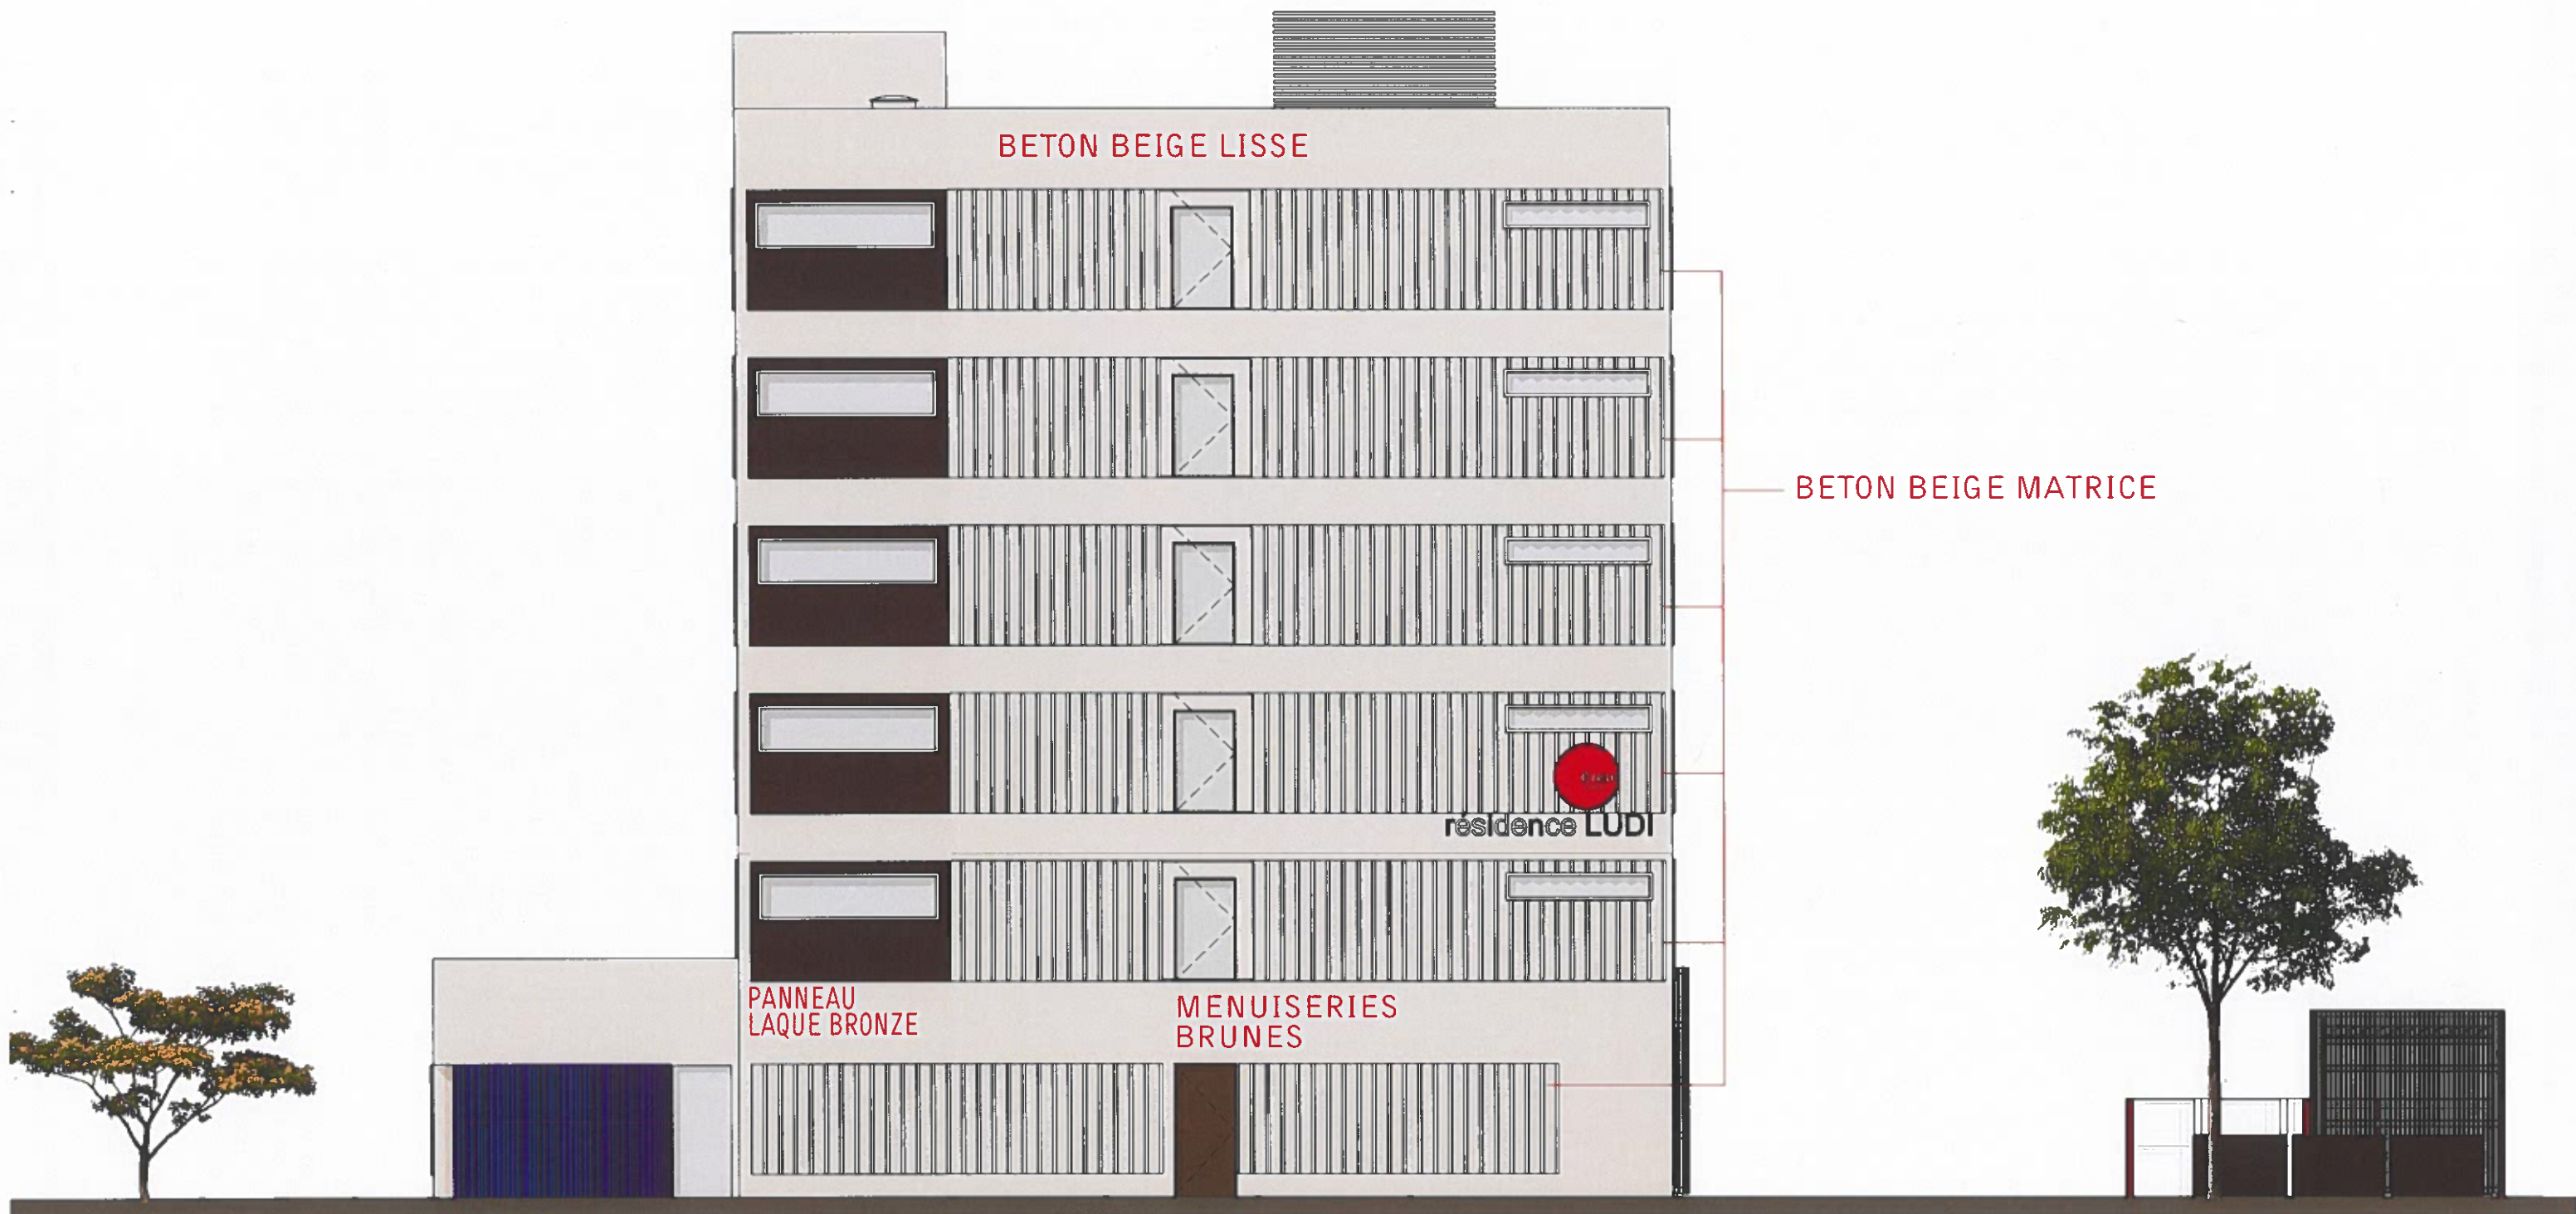 BETON BEIGE LISSE
BETON BEIGE MATRICE
résidence LUDI
PANNEAU
LAQUE BRONZE
MENUISERIES
BRUNES